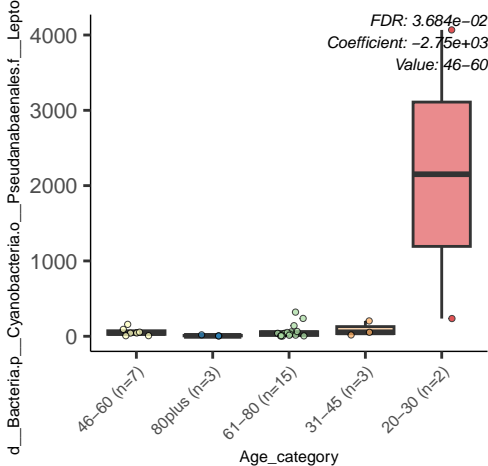 FDR: 3.684e−02
Coefficient: −2.75e+03
Value: 46−60
d__Bacteria.p__Cyanobacteria.o__Pseudanabaenales.f__Lepto
4000
3000
2000
1000
0
46−60 (n=7)
80plus (n=3)
61−80 (n=15)
31−45 (n=3)
20−30 (n=2)
Age_category